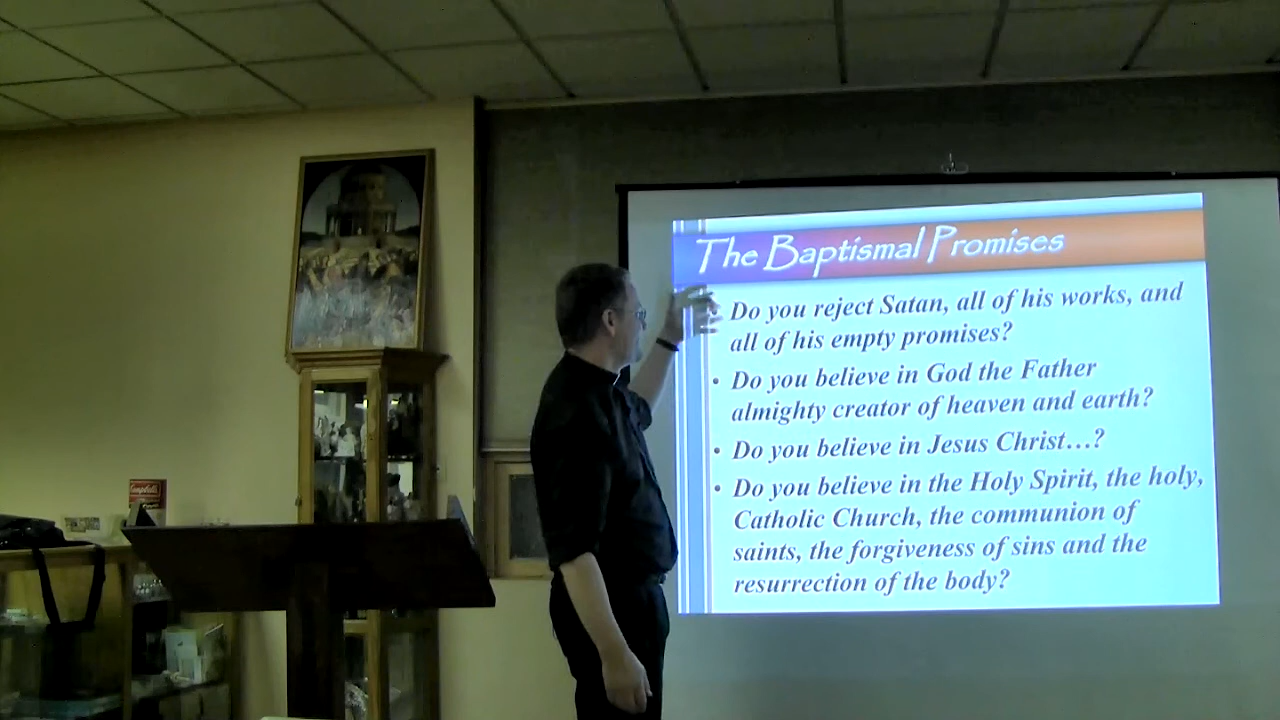 The Baptismal Promises
• Do you reject Satan, all of his works, and
all of his empty promises?
• Do you believe in God the Father
almighty creator of heaven and earth?
• Do you believe in Jesus Christ…?
• Do you believe in the Holy Spirit, the holy,
Catholic Church, the communion of
saints, the forgiveness of sins and the
resurrection of the body?
Campbell's